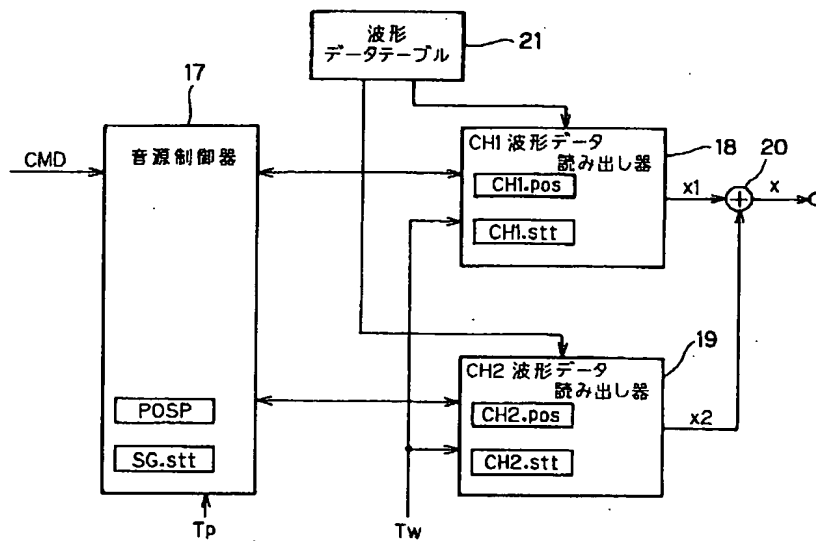 波形
データテーブル
21
17
CMD
音源制御器
CH1 波形データ
読み出し器
18
20
CH1.pos
x1
x
CH1.stt
CH2 波形データ
読み出し器
19
POSP
CH2.pos
x2
SG.stt
CH2.stt
Tp
Tw